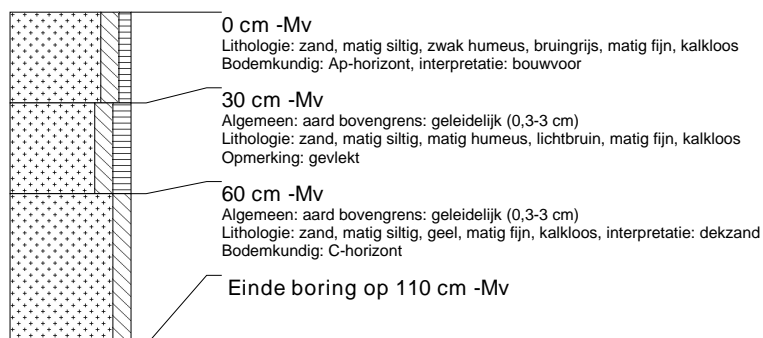 0 cm -Mv
Lithologie: zand, matig siltig, zwak humeus, bruingrijs, matig fijn, kalkloos
Bodemkundig: Ap-horizont, interpretatie: bouwvoor
30 cm -Mv
Algemeen: aard bovengrens: geleidelijk (0,3-3 cm)
Lithologie: zand, matig siltig, matig humeus, lichtbruin, matig fijn, kalkloos
Opmerking: gevlekt
60 cm -Mv
Algemeen: aard bovengrens: geleidelijk (0,3-3 cm)
Lithologie: zand, matig siltig, geel, matig fijn, kalkloos, interpretatie: dekzand
Bodemkundig: C-horizont
Einde boring op 110 cm -Mv